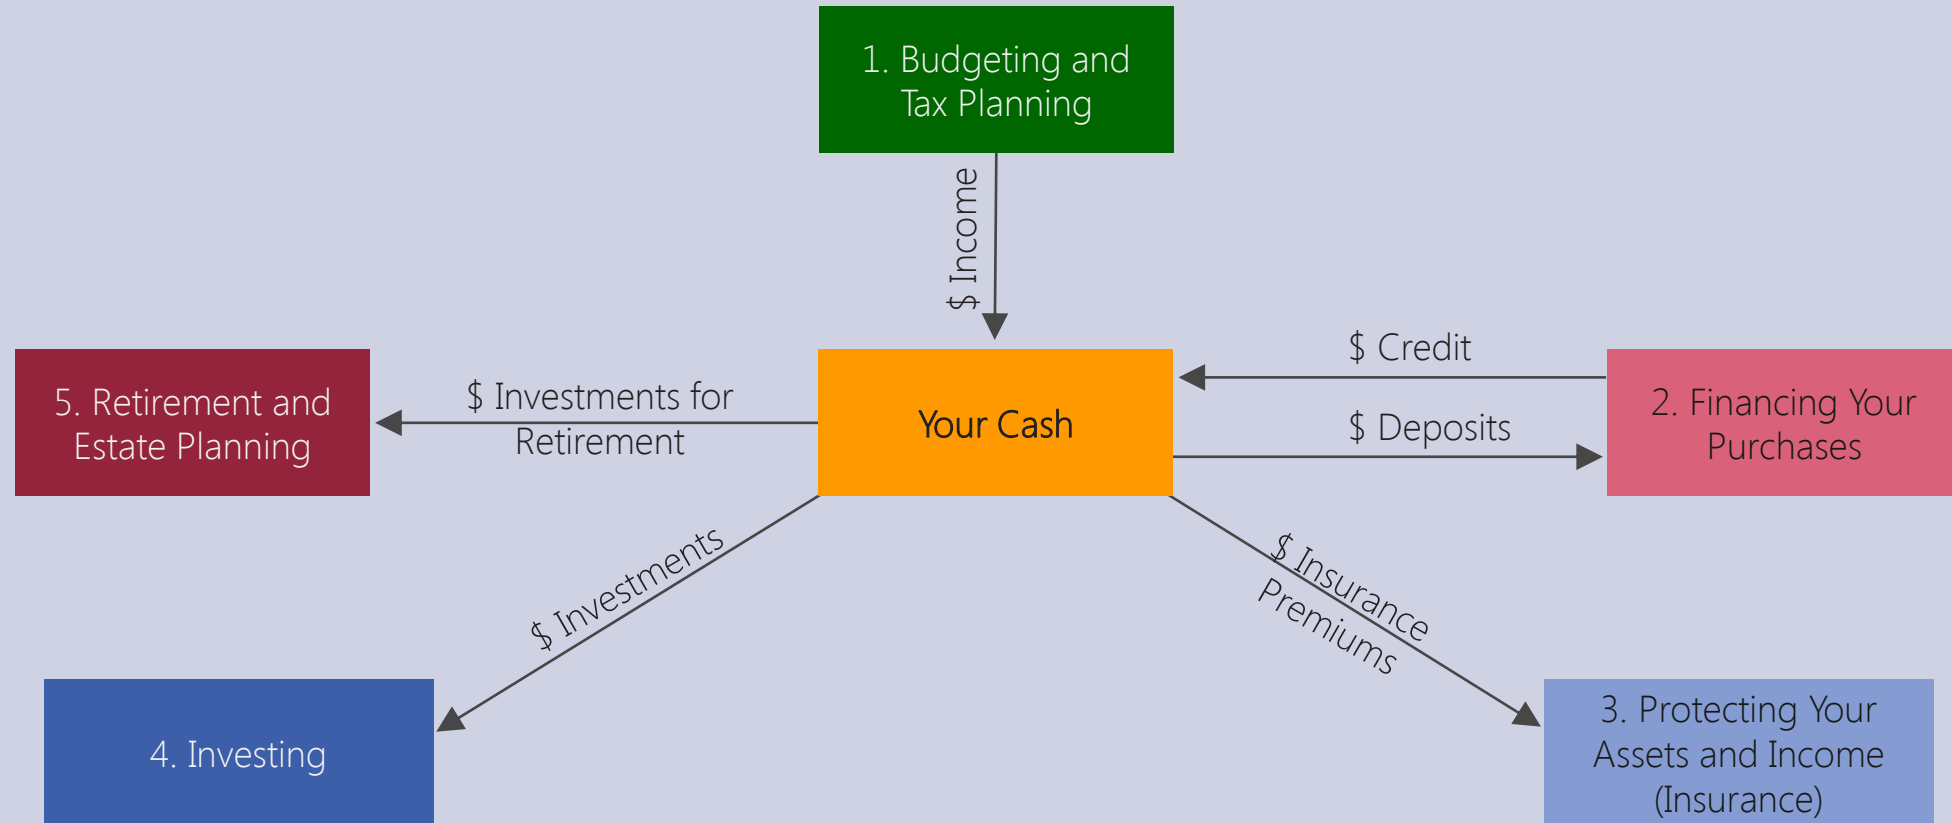 1. Budgeting and
Tax Planning
$ Income
$ Credit
5. Retirement and
Estate Planning
$ Investments for
Retirement
Your Cash
$ Deposits
2. Financing Your
Purchases
$ Investments
$ Insurance
Premiums
4. Investing
3. Protecting Your
Assets and Income
(Insurance)